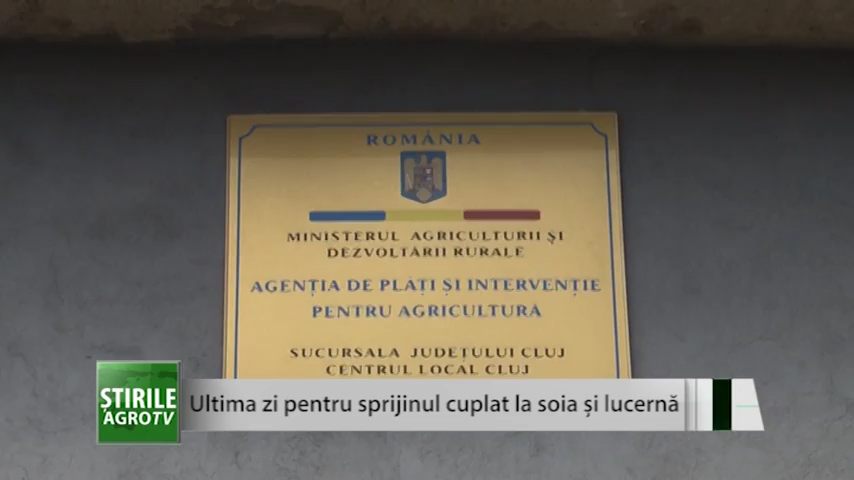 ROMÂNIA
MINISTERUL AGRICULTURII ŞI
DEZVOLTĂRII RURALE
AGENȚIA DE PLĂȚI ȘI INTERVENȚIE
PENTRU AGRICULTURĂ
SUCURSALA JUDEȚULUI CLUJ
CENTRUL LOCAL CLUJ
ȘTIRILE
AGROTV
Ultima zi pentru sprijinul cuplat la soia și lucernă